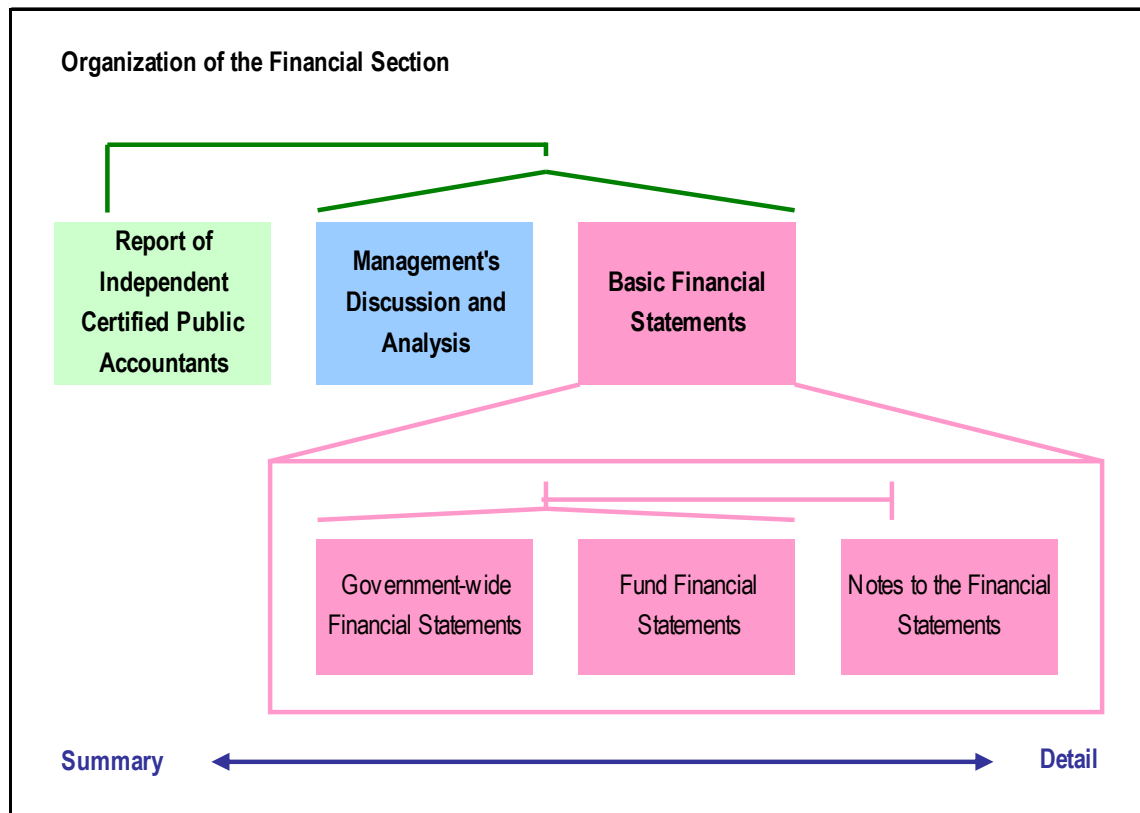 Organization of the Financial Section
Report of
Independent
Certified Public
Accountants
Management's
Discussion and
Analysis
Basic Financial
Statements
Government-wide
Financial Statements
Fund Financial
Statements
Notes to the Financial
Statements
Summary
Detail